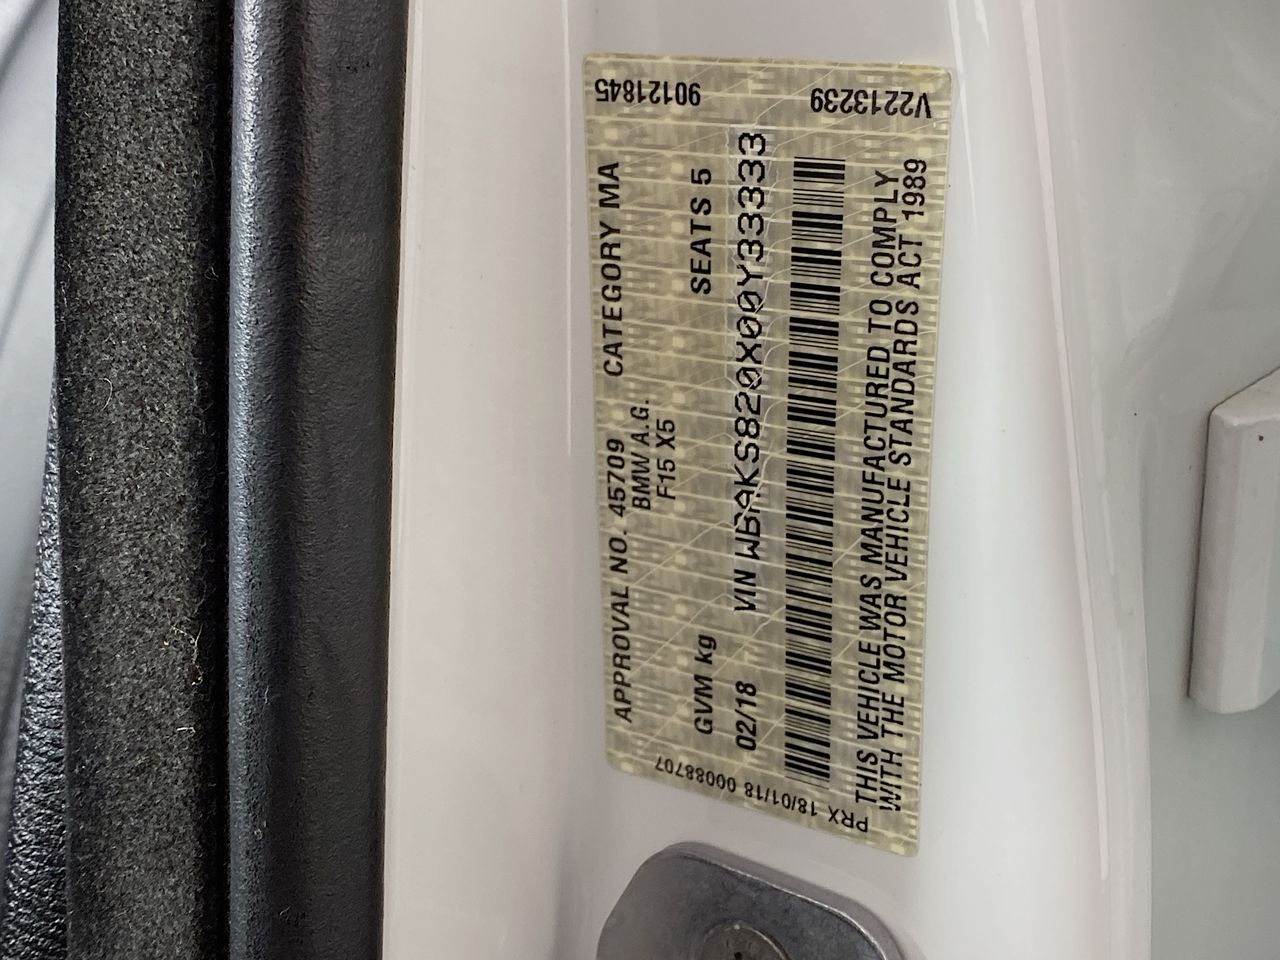 90121845
V2213239
APPROVAL NO. 45709 CATEGORY MA
BMW A.G.
F15 X5
GVM kg SEATS 5
02/18 VIN WBAKS820X00Y33333
THIS VEHICLE WAS MANUFACTURED TO COMPLY
WITH THE MOTOR VEHICLE STANDARDS ACT 1989
PRX 18/01/18 00088707